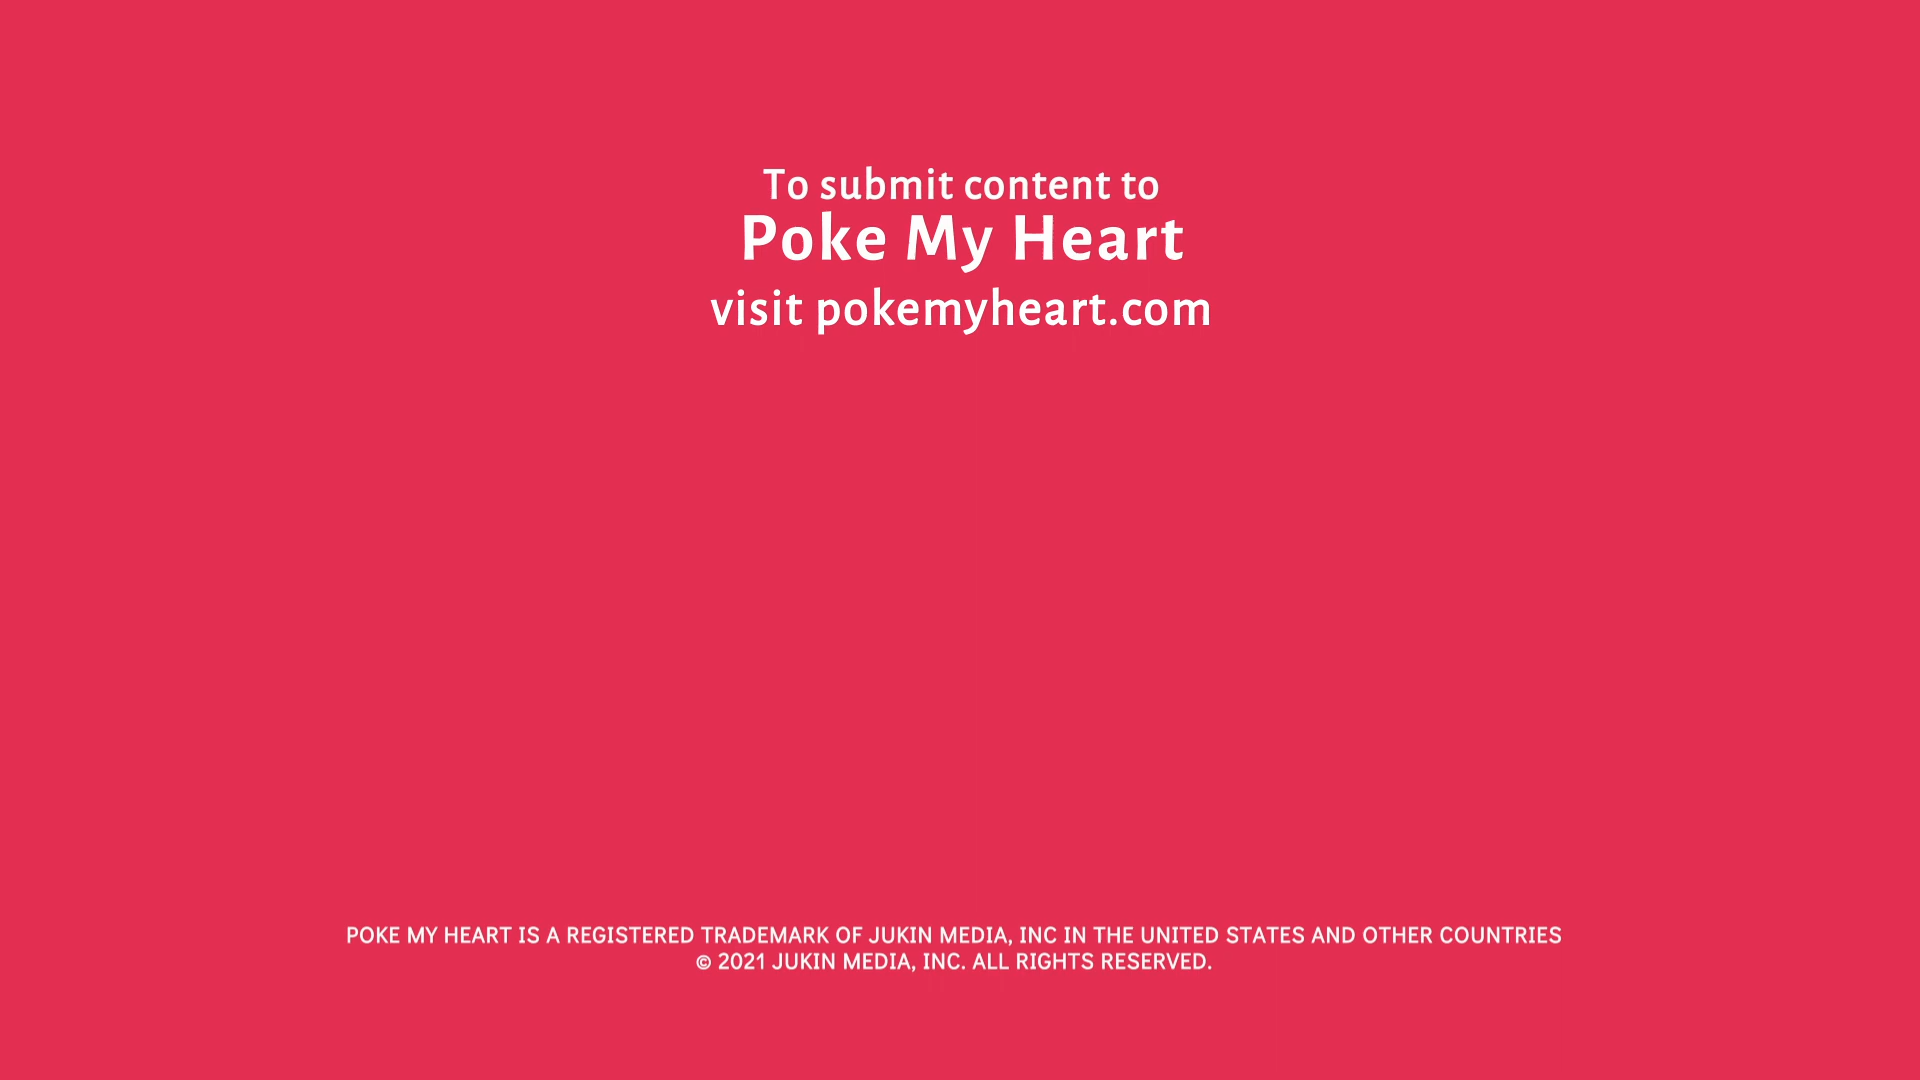 To submit content to
Poke My Heart
visit pokemyheart.com
POKE MY HEART IS A REGISTERED TRADEMARK OF JUKIN MEDIA, INC IN THE UNITED STATES AND OTHER COUNTRIES
© 2021 JUKIN MEDIA, INC. ALL RIGHTS RESERVED.